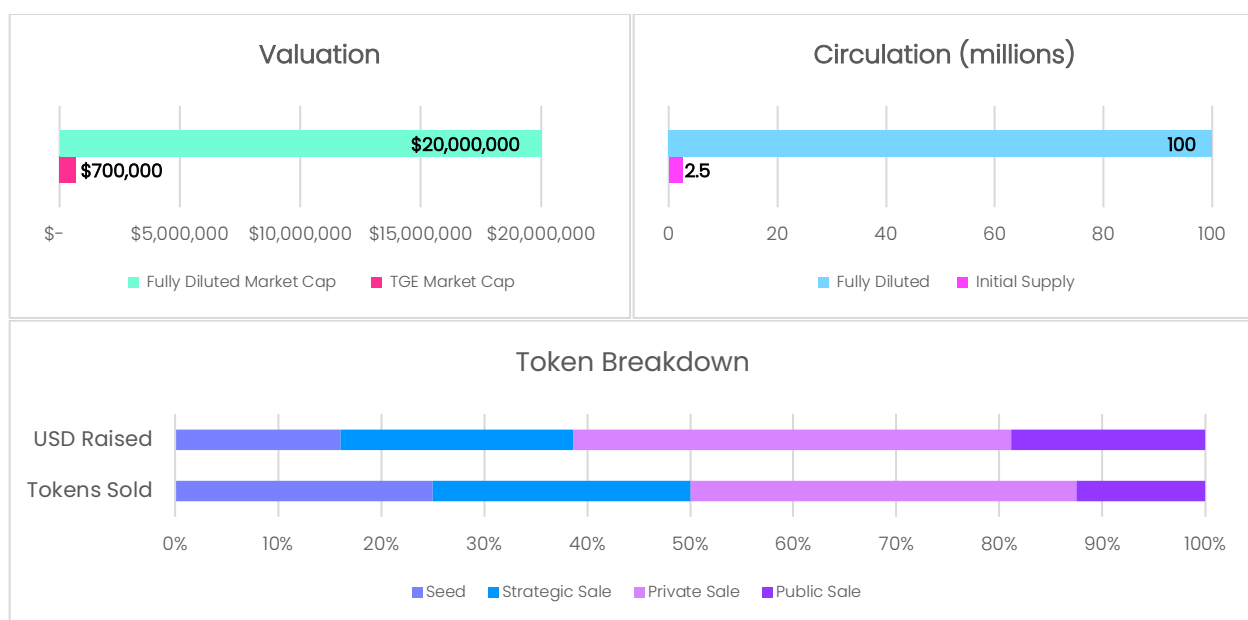 Valuation
$20,000,000
$700,000
$- $5,000,000 $10,000,000 $15,000,000 $20,000,000
Fully Diluted Market Cap TGE Market Cap
Circulation (millions)
100
2.5
0 20 40 60 80 100
Fully Diluted Initial Supply
Token Breakdown
USD Raised
Tokens Sold
0% 10% 20% 30% 40% 50% 60% 70% 80% 90% 100%
Seed Strategic Sale Private Sale Public Sale